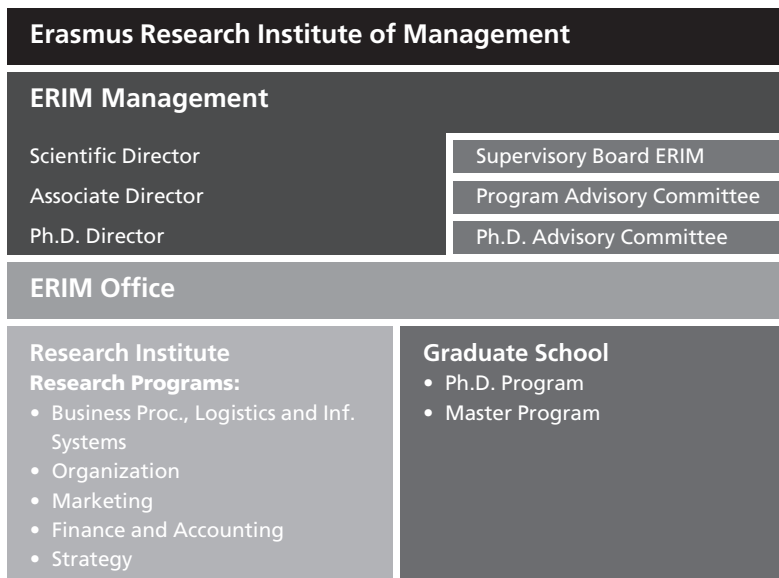 Erasmus Research Institute of Management
ERIM Management
Scientific Director
Associate Director
Ph.D. Director
Supervisory Board ERIM
Program Advisory Committee
Ph.D. Advisory Committee
ERIM Office
Research Institute
Research Programs:
• Business Proc., Logistics and Inf.
Systems
• Organization
• Marketing
• Finance and Accounting
• Strategy
Graduate School
• Ph.D. Program
• Master Program